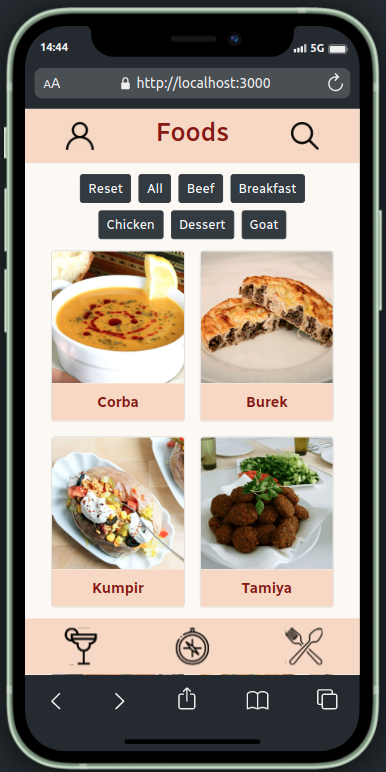 14:44 5G
AA http://localhost:3000
Foods
Reset All Beef Breakfast
Chicken Dessert Goat
Corba Burek
Kumpir Tamiya